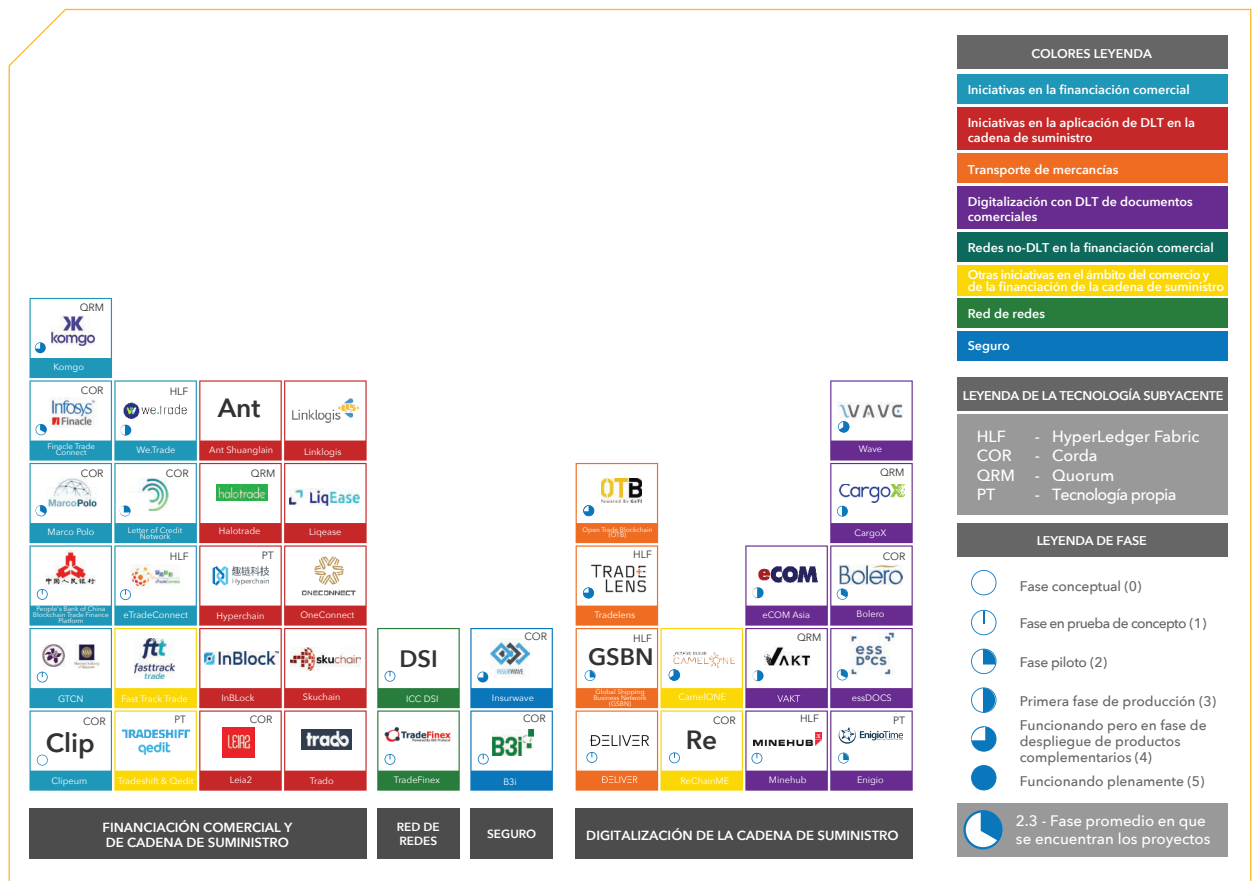 COLORES LEYENDA
Iniciativas en la financiación comercial
Iniciativas en la aplicación de DLT en la
cadena de suministro
Transporte de mercancías
Digitalización con DLT de documentos
comerciales
Redes no-DLT en la financiación comercial
Otras iniciativas en el ámbito del comercio y
de la financiación de la cadena de suministro
Red de redes
Seguro
LEYENDA DE LA TECNOLOGÍA SUBYACENTE
HLF - HyperLedger Fabric
COR - Corda
QRM - Quorum
PT - Tecnología propia
LEYENDA DE FASE
Fase conceptual (0)
Fase en prueba de concepto (1)
Fase piloto (2)
Primera fase de producción (3)
Funcionando pero en fase de
despliegue de productos
complementarios (4)
Funcionando plenamente (5)
2.3 - Fase promedio en que
se encuentran los proyectos
QRM
komgo
Komgo
COR
Infosys
Finacle
Finacle Trade
Connect
HLF
we.trade
We.Trade
Ant
Ant Shuanglain
Linklogis
Linklogis
WAVE
Wave
COR
MarcoPolo
Marco Polo
COR
Letter of Credit
Network
QRM
halotrade
Halotrade
LiqEase
Liqease
OTB
Open Trade Blockchain
(OTB)
QRM
CargoX
CargoX
中国人民银行
People's Bank of China
Blockchain Trade Finance
Platform
HLF
eTradeConnect
PT
趣链科技
Hyperchain
Hyperchain
ONECONNECT
OneConnect
HLF
TRADE
LENS
Tradelens
eCOM
eCOM Asia
COR
Bolero
Bolero
GTCN
ftt
fasttrack
trade
Fast Track Trade
InBlock™
InBLock
skuchain
Skuchain
DSI
ICC DSI
COR
INSURWAVE
Insurwave
HLF
GSBN
Global Shipping
Business Network
(GSBN)
CAMELONE
CamelONE
QRM
VAKT
VAKT
ess
DOCS
essDOCS
COR
Clip
Clipeum
PT
TRADESHIFT
qedit
Tradeshift & Qedit
COR
LEIA2
Leia2
trado
Trado
TradeFinex
TradeFinex
COR
B3i
B3i
DELIVER
DELIVER
COR
Re
ReChainME
HLF
MINEHUB
Minehub
PT
EnigioTime
Enigio
FINANCIACIÓN COMERCIAL Y
DE CADENA DE SUMINISTRO
RED DE
REDES
SEGURO
DIGITALIZACIÓN DE LA CADENA DE SUMINISTRO